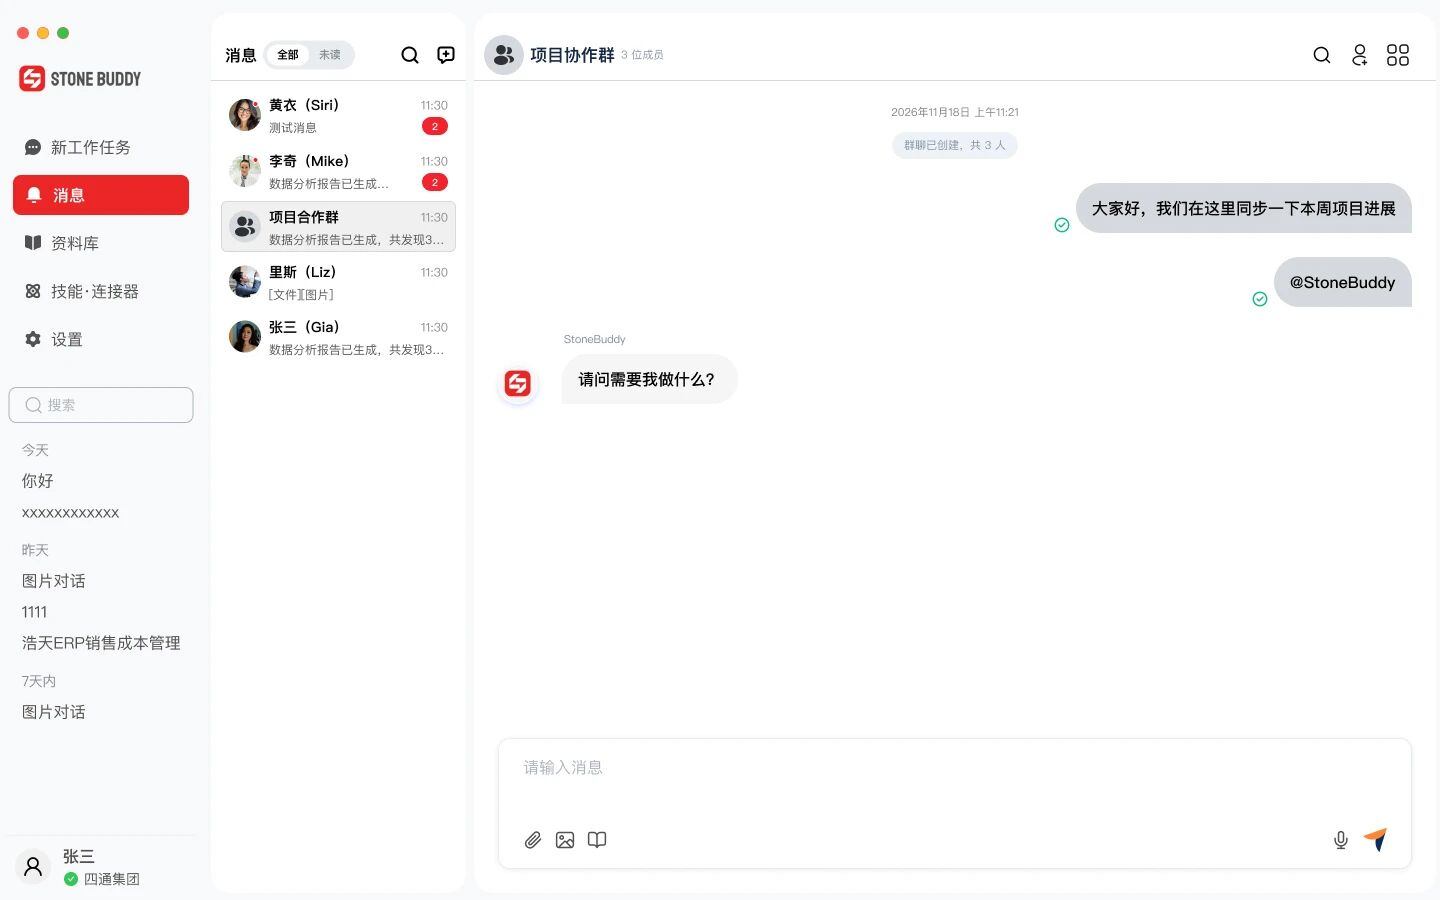 STONE BUDDY
新工作任务
消息
资料库
技能·连接器
设置
搜索
今天
你好
xxxxxxxxxxxx
昨天
图片对话
1111
浩天ERP销售成本管理
7天内
图片对话
张三
四通集团
消息 全部 未读
黄衣（Siri） 11:30
测试消息 2
李奇（Mike） 11:30
数据分析报告已生成... 2
项目合作群 11:30
数据分析报告已生成，共发现3...
里斯（Liz） 11:30
[文件][图片]
张三（Gia） 11:30
数据分析报告已生成，共发现3...
项目协作群 3 位成员
2026年11月18日 上午11:21
群聊已创建，共 3 人
大家好，我们在这里同步一下本周项目进展
@StoneBuddy
StoneBuddy
请问需要我做什么？
请输入消息